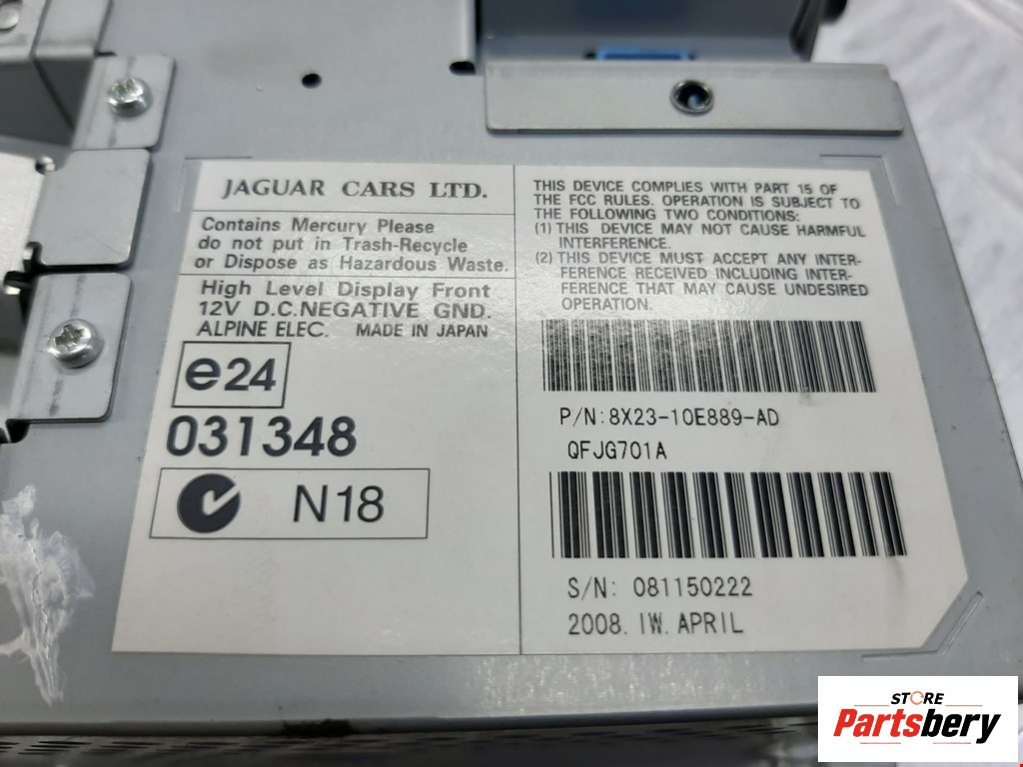 JAGUAR CARS LTD.
Contains Mercury Please
do not put in Trash-Recycle
or Dispose as Hazardous Waste.
High Level Display Front
12V D.C.NEGATIVE GND.
ALPINE ELEC. MADE IN JAPAN
e24
031348
N18
THIS DEVICE COMPLIES WITH PART 15 OF
THE FCC RULES. OPERATION IS SUBJECT TO
THE FOLLOWING TWO CONDITIONS:
(1) THIS DEVICE MAY NOT CAUSE HARMFUL
INTERFERENCE.
(2) THIS DEVICE MUST ACCEPT ANY INTER-
FERENCE RECEIVED INCLUDING INTER-
FERENCE THAT MAY CAUSE UNDESIRED
OPERATION.
P/N:8X23-10E889-AD
QFJG701A
S/N: 081150222
2008. IW. APRIL
STORE
Partsbery